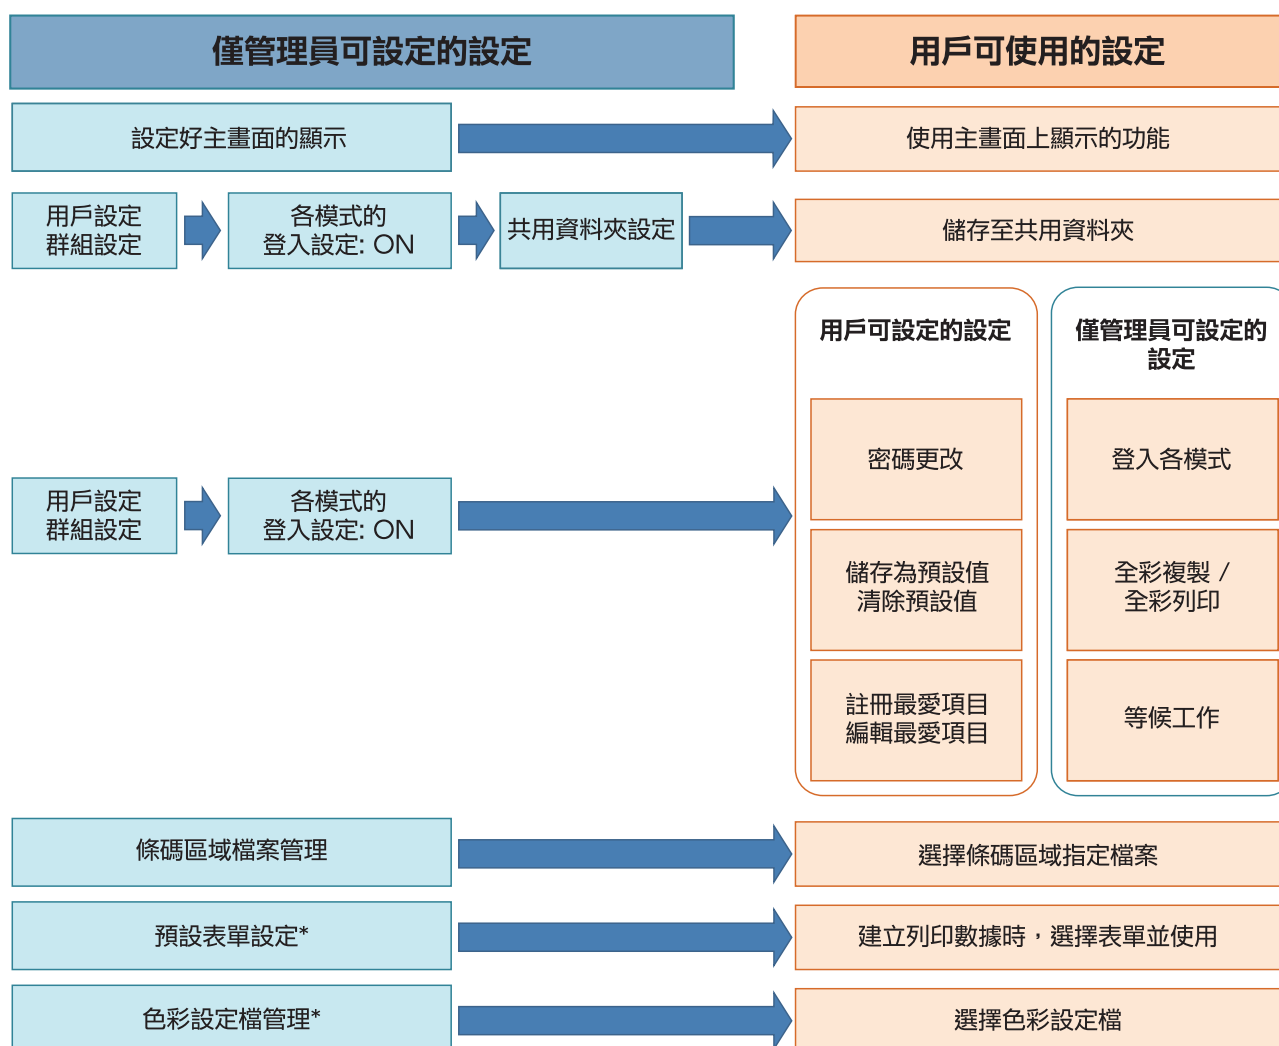 僅管理員可設定的設定
用戶可使用的設定
設定好主畫面的顯示
使用主畫面上顯示的功能
用戶設定
群組設定
各模式的
登入設定: ON
共用資料夾設定
儲存至共用資料夾
用戶可設定的設定
僅管理員可設定的
設定
用戶設定
群組設定
各模式的
登入設定: ON
密碼更改
登入各模式
儲存為預設值
清除預設值
全彩複製 /
全彩列印
註冊最愛項目
編輯最愛項目
等候工作
條碼區域檔案管理
選擇條碼區域指定檔案
預設表單設定*
建立列印數據時，選擇表單並使用
色彩設定檔管理*
選擇色彩設定檔